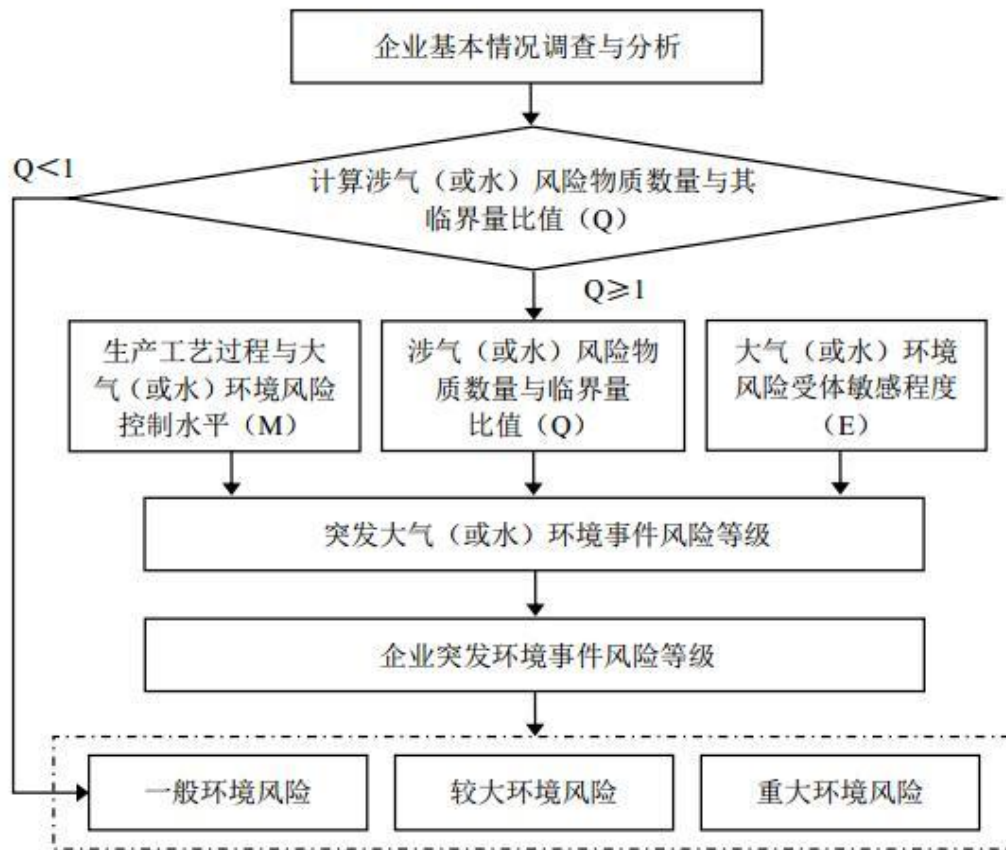 企业基本情况调查与分析
Q＜1
计算涉气（或水）风险物质数量与其
临界量比值（Q）
Q≥1
生产工艺过程与大
气（或水）环境风险
控制水平（M）
涉气（或水）风险物
质数量与临界量
比值（Q）
大气（或水）环境
风险受体敏感程度
（E）
突发大气（或水）环境事件风险等级
企业突发环境事件风险等级
一般环境风险
较大环境风险
重大环境风险